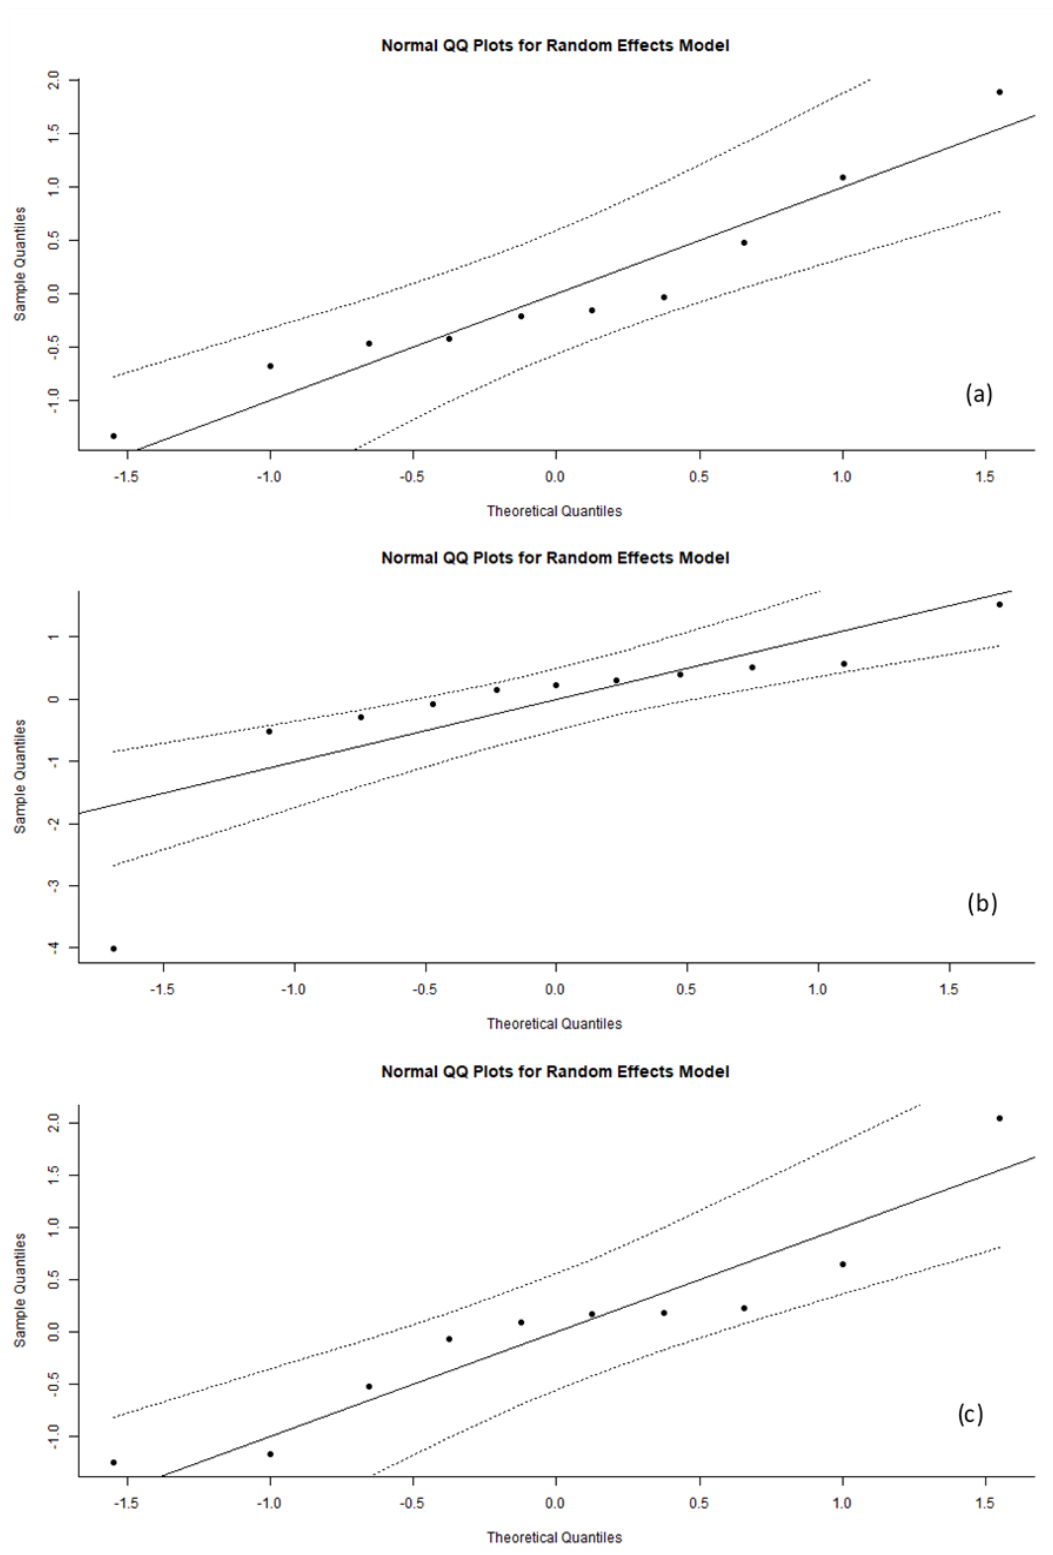 Normal QQ Plots for Random Effects Model
2.0
1.5
1.0
0.5
0.0
-0.5
-1.0
Sample Quantiles
(a)
-1.5 -1.0 -0.5 0.0 0.5 1.0 1.5
Theoretical Quantiles
Normal QQ Plots for Random Effects Model
1
0
-1
-2
-3
-4
Sample Quantiles
(b)
-1.5 -1.0 -0.5 0.0 0.5 1.0 1.5
Theoretical Quantiles
Normal QQ Plots for Random Effects Model
2.0
1.5
1.0
0.5
0.0
-0.5
-1.0
Sample Quantiles
(c)
-1.5 -1.0 -0.5 0.0 0.5 1.0 1.5
Theoretical Quantiles